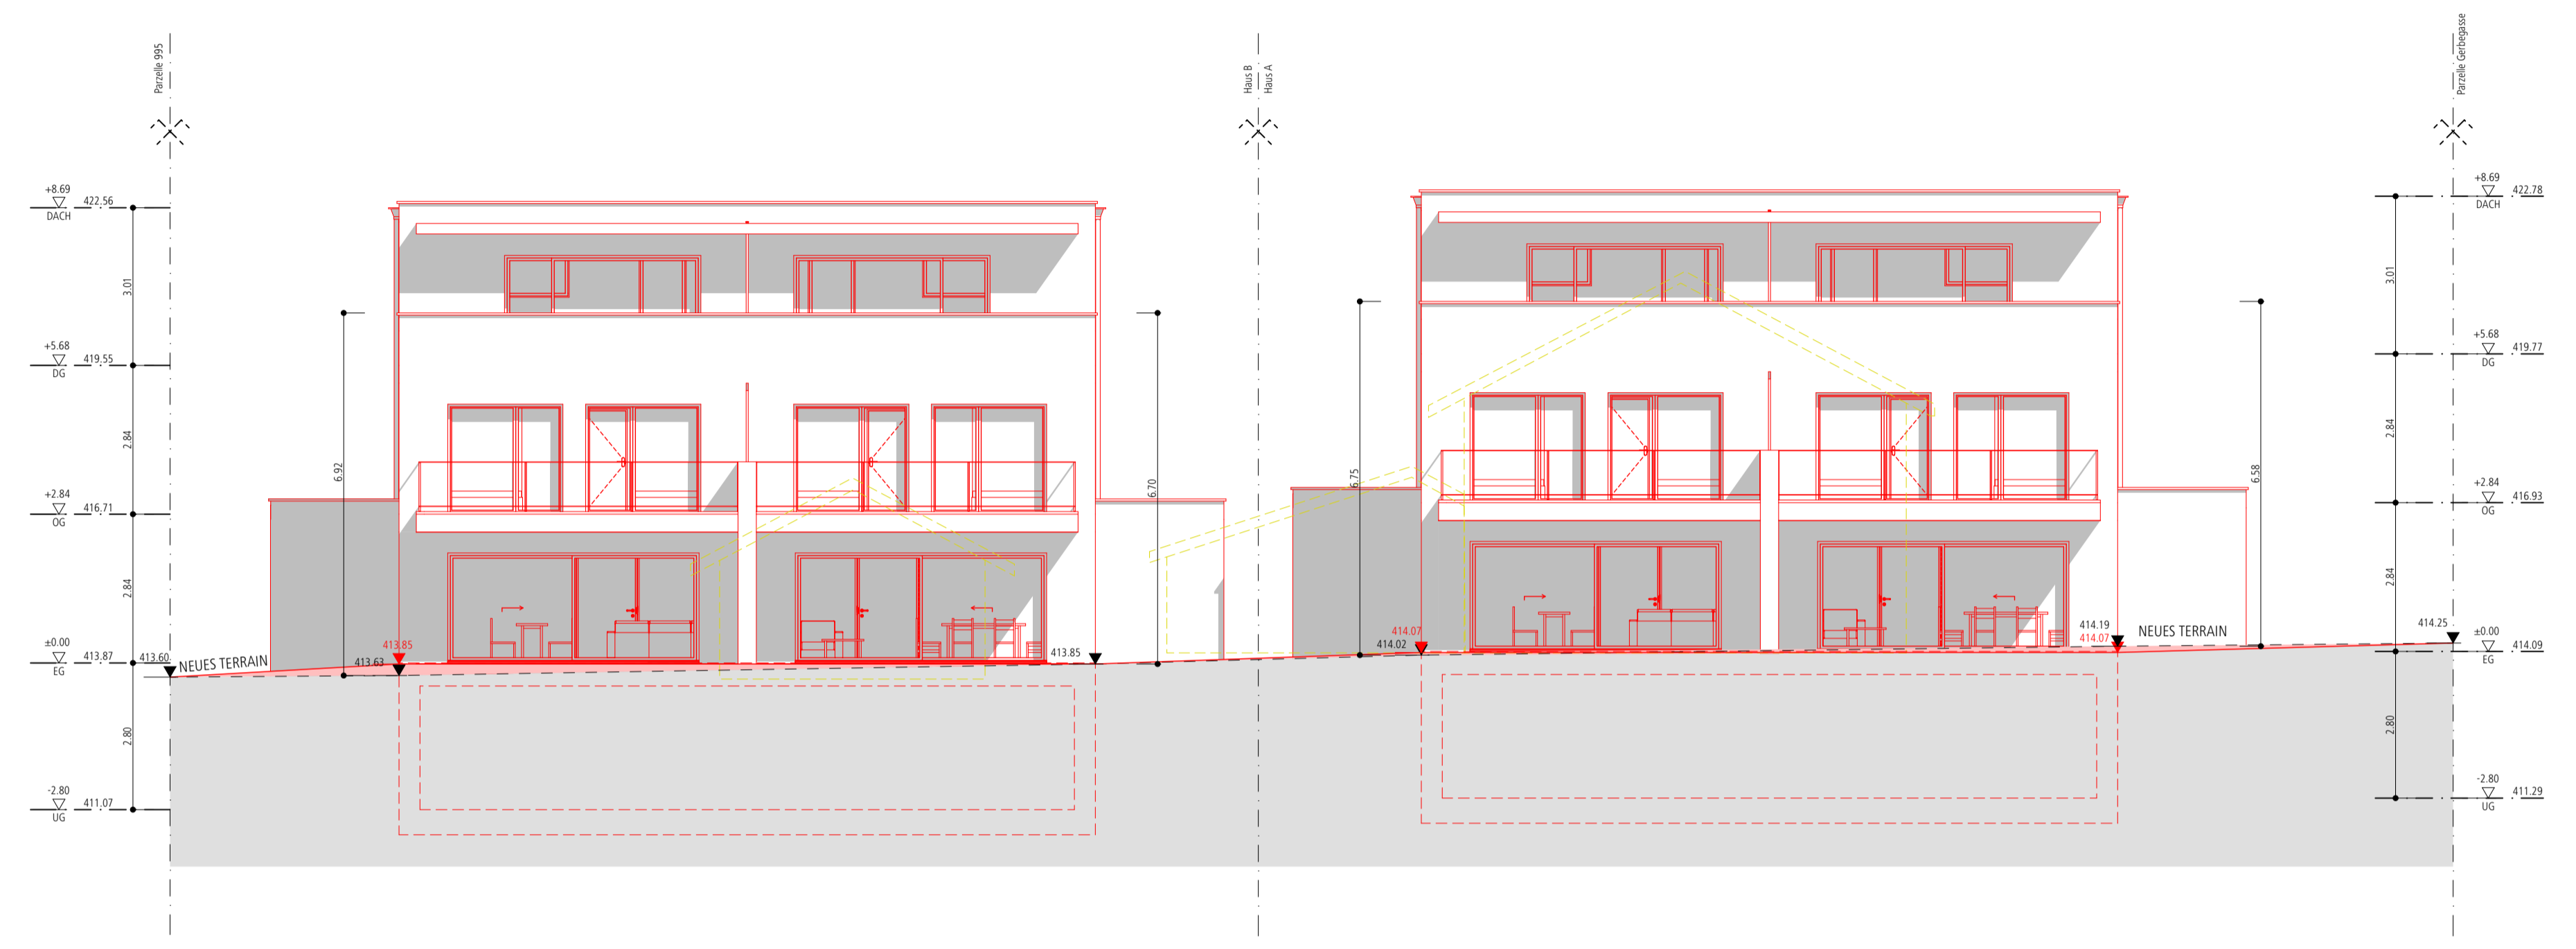 Parzelle 995
Haus B
Haus A
Parzelle Gerbegasse
+8.69
422.56
DACH
3.01
+5.68
419.55
DG
2.84
+2.84
416.71
OG
2.84
±0.00
413.87
EG
2.80
-2.80
411.07
UG
413.60
NEUES TERRAIN
413.63
413.85
6.92
413.85
6.70
6.75
414.07
414.02
6.58
414.19
414.07
NEUES TERRAIN
414.25
+8.69
422.78
DACH
3.01
+5.68
419.77
DG
2.84
+2.84
416.93
OG
2.84
±0.00
414.09
EG
2.80
-2.80
411.29
UG